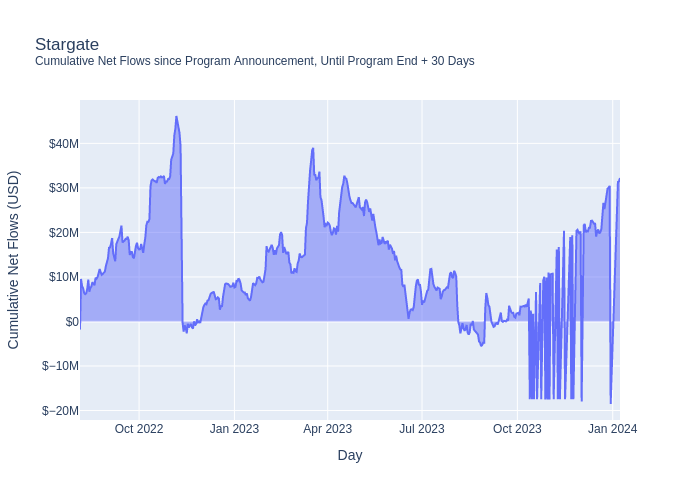 Stargate
Cumulative Net Flows since Program Announcement, Until Program End + 30 Days
Cumulative Net Flows (USD)
$40M
$30M
$20M
$10M
$0
$−10M
$−20M
Oct 2022
Jan 2023
Apr 2023
Jul 2023
Oct 2023
Jan 2024
Day